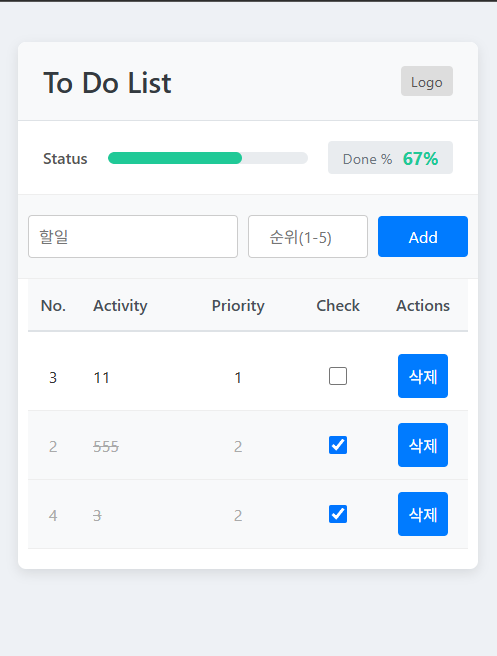 To Do List Logo
Status Done % 67%
할일 순위(1-5) Add
No. Activity Priority Check Actions
3 11 1 삭제
2 555 2 삭제
4 3 2 삭제